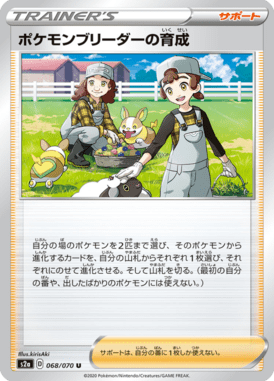 TRAINER'S サポート
ポケモンブリーダーの育成
いくせい
自分の場のポケモンを2匹まで選び、そのポケモンから
進化するカードを、自分の山札からそれぞれ1枚選び、それぞ
れにのせて進化させる。そして山札を切る。（最初の自分
の番や、出したばかりのポケモンには使えない。）
Illus.kirisAki
s2a D 068/070 U
サポートは、自分の番に1枚しか使えない。
©2020 Pokémon/Nintendo/Creatures/GAME FREAK.